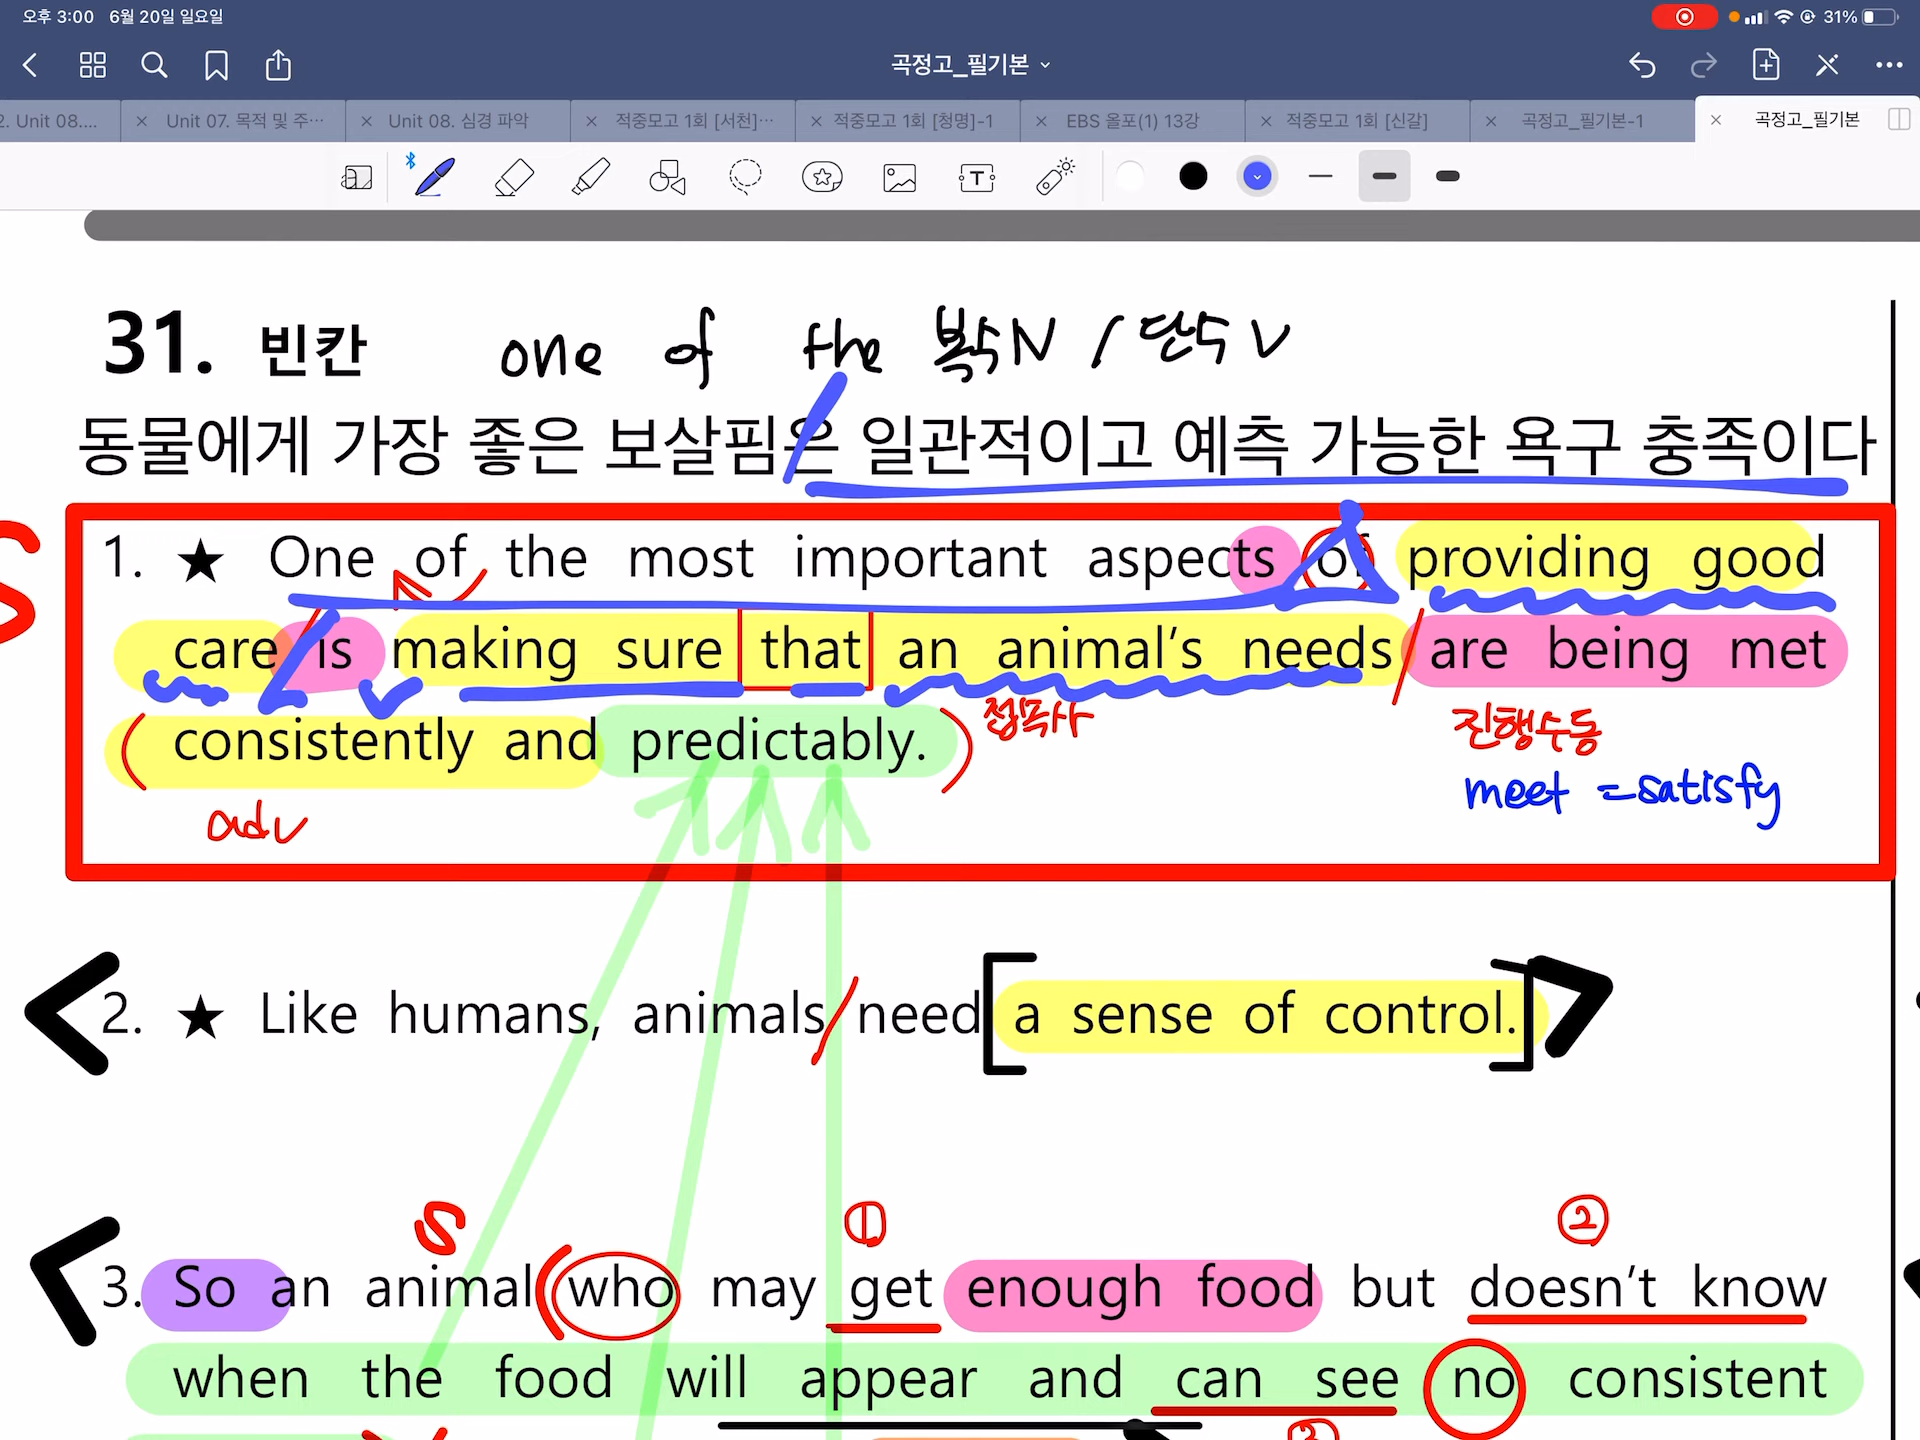 오후 3:00 6월 20일 일요일 31%
곡정고_필기본
2. Unit 08.... × Unit 07. 목적 및 주... × Unit 08. 심경 파악 × 적중모고 1회 [서천]... × 적중모고 1회 [청명]-1 × EBS 올포(1) 13강 × 적중모고 1회 [신갈] × 곡정고_필기본-1 × 곡정고_필기본
31. 빈칸 one of the 복수N / 단수V
동물에게 가장 좋은 보살핌은 일관적이고 예측 가능한 욕구 충족이다
S
1. ★ One of the most important aspects of providing good
care is making sure that an animal's needs are being met
접속사 진행수동
(consistently and predictably.)
adv meet = satisfy
2. ★ Like humans, animals / need [a sense of control.]
S ① ②
3. So an animal (who may get enough food but doesn't know
when the food will appear and can see no consistent
③